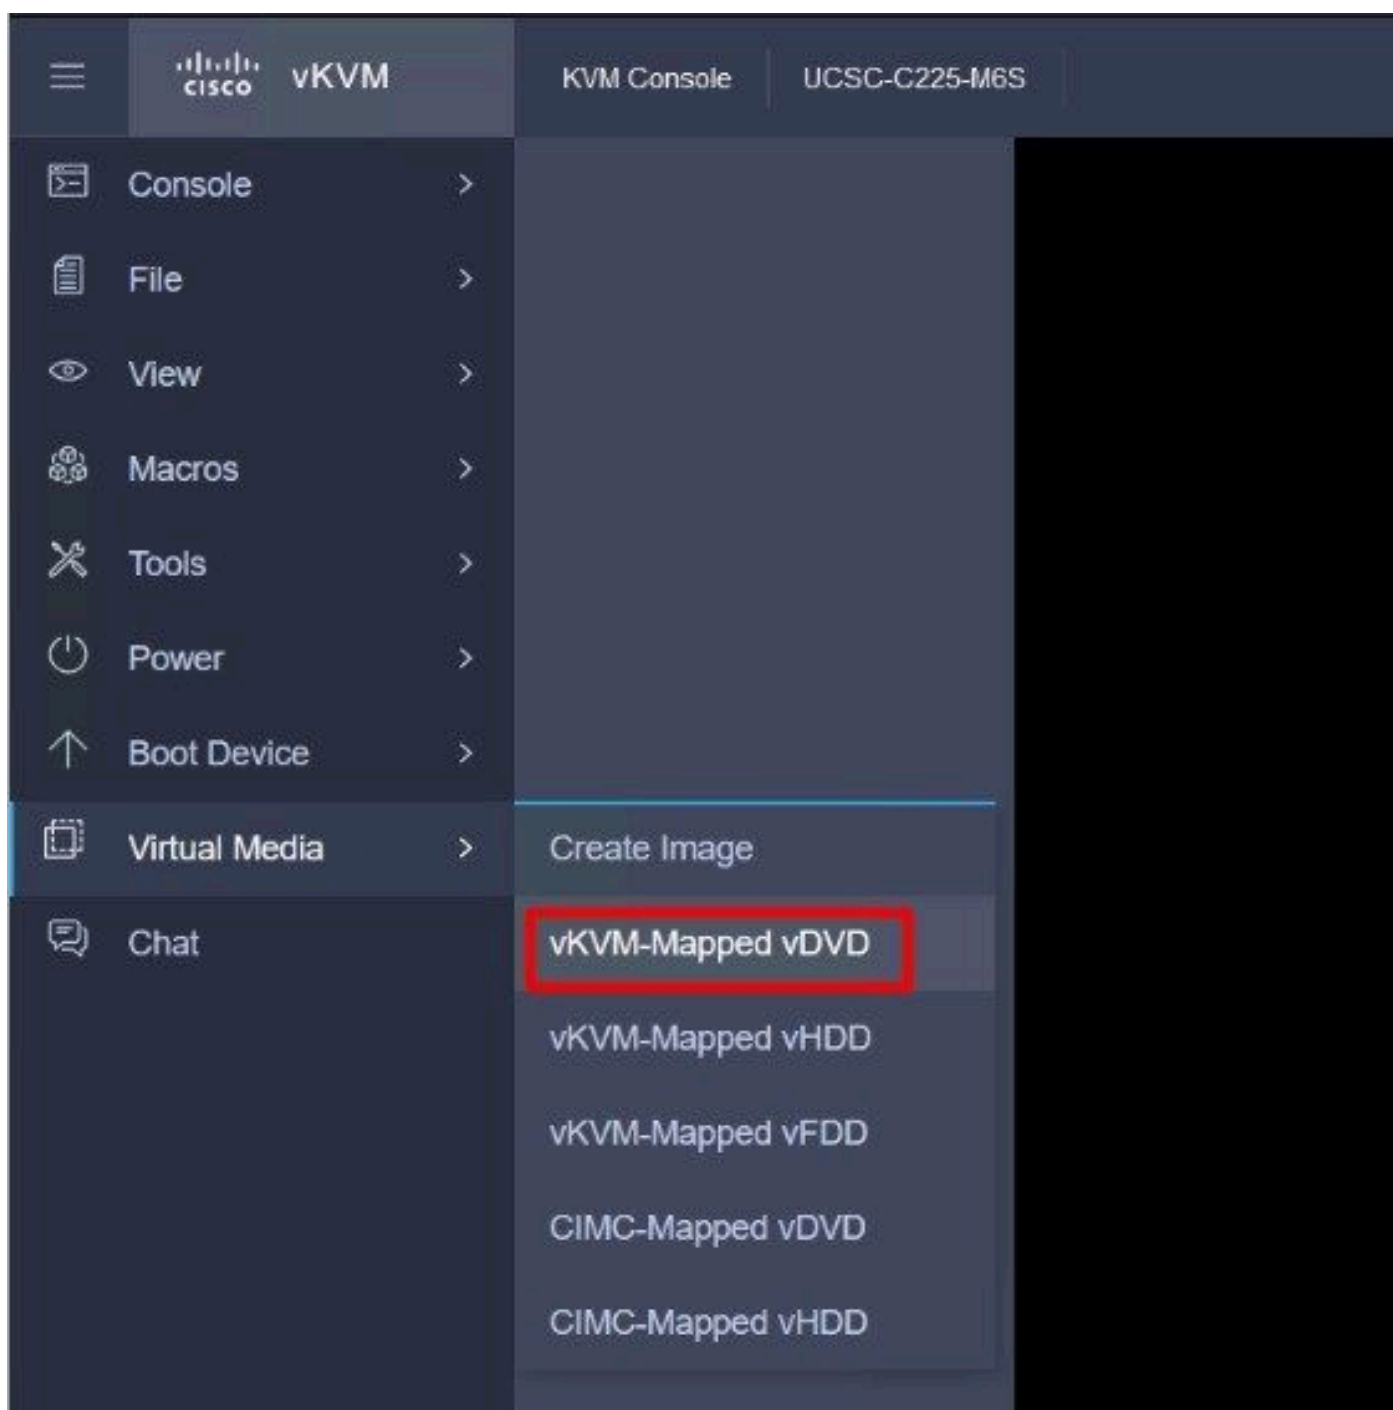 cisco vKVM KVM Console UCSC-C225-M6S
Console
File
View
Macros
Tools
Power
Boot Device
Virtual Media
Create Image
Chat
vKVM-Mapped vDVD
vKVM-Mapped vHDD
vKVM-Mapped vFDD
CIMC-Mapped vDVD
CIMC-Mapped vHDD